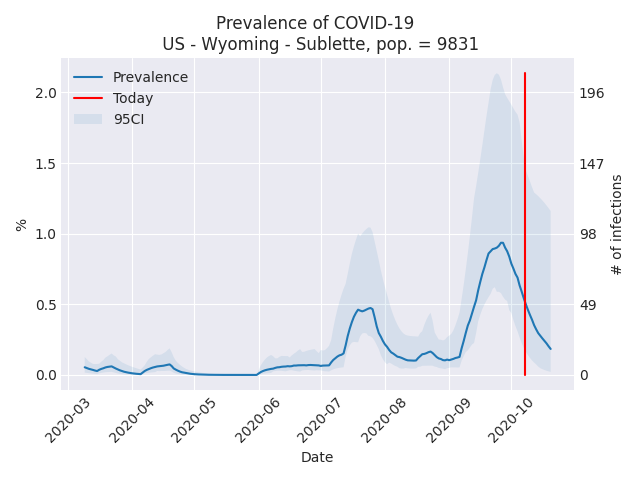 Prevalence of COVID-19
US - Wyoming - Sublette, pop. = 9831
Prevalence
Today
95CI
2.0
1.5
1.0
0.5
0.0
%
196
147
98
49
0
# of infections
2020-03
2020-04
2020-05
2020-06
2020-07
2020-08
2020-09
2020-10
Date